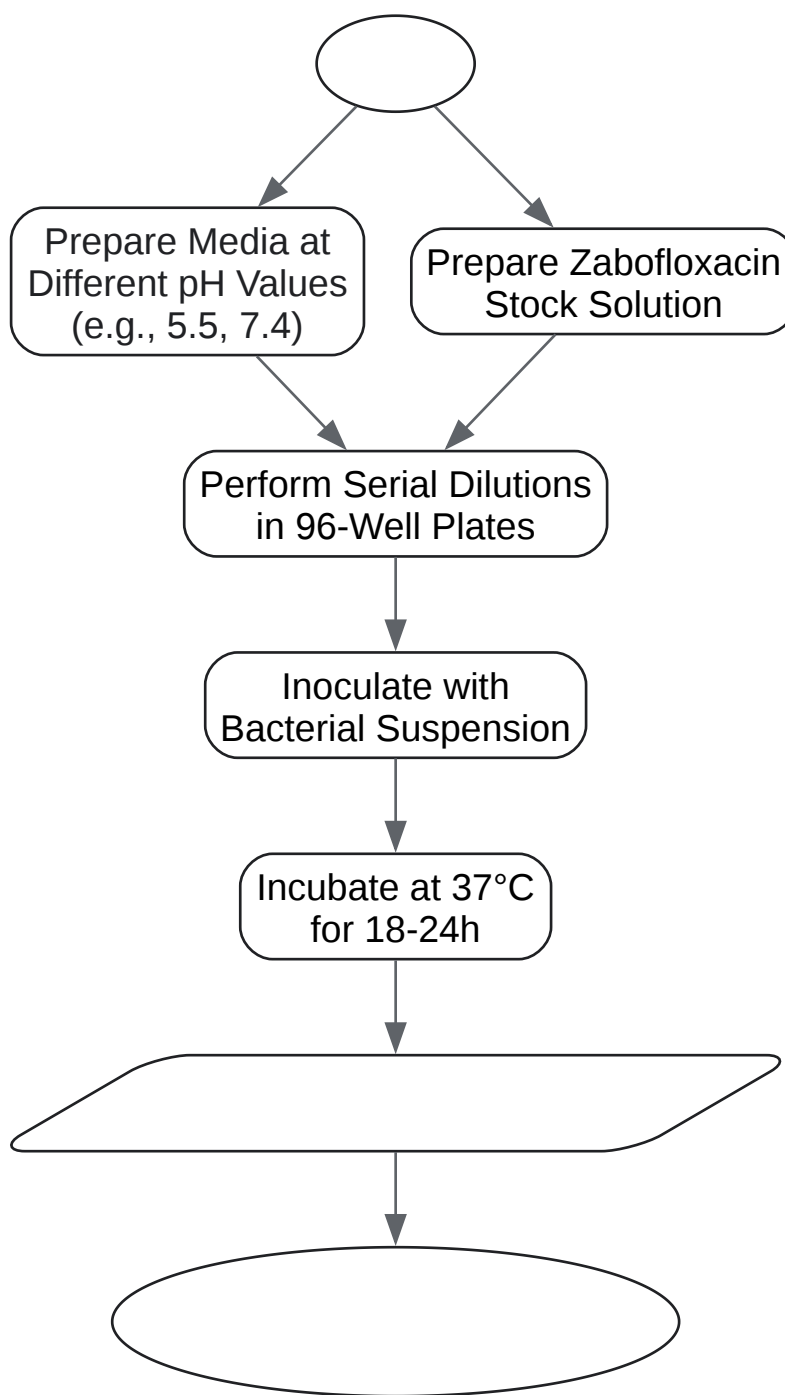 Prepare Media at
Different pH Values
(e.g., 5.5, 7.4)
Prepare Zabofloxacin
Stock Solution
Perform Serial Dilutions
in 96-Well Plates
Inoculate with
Bacterial Suspension
Incubate at 37°C
for 18-24h